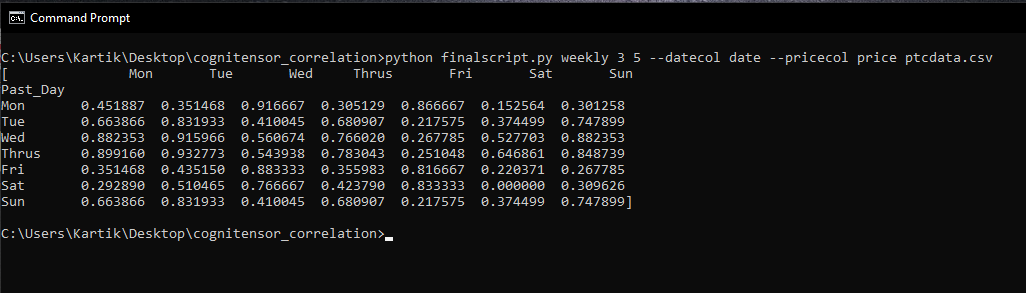 Command Prompt
C:\Users\Kartik\Desktop\cognitensor_correlation>python finalscript.py weekly 3 5 --datecol date --pricecol price ptcdata.csv
[               Mon       Tue       Wed     Thrus       Fri       Sat       Sun
Past_Day
Mon       0.451887  0.351468  0.916667  0.305129  0.866667  0.152564  0.301258
Tue       0.663866  0.831933  0.410045  0.680907  0.217575  0.374499  0.747899
Wed       0.882353  0.915966  0.560674  0.766020  0.267785  0.527703  0.882353
Thrus     0.899160  0.932773  0.543938  0.783043  0.251048  0.646861  0.848739
Fri       0.351468  0.435150  0.883333  0.355983  0.816667  0.220371  0.267785
Sat       0.292890  0.510465  0.766667  0.423790  0.833333  0.000000  0.309626
Sun       0.663866  0.831933  0.410045  0.680907  0.217575  0.374499  0.747899]
C:\Users\Kartik\Desktop\cognitensor_correlation>